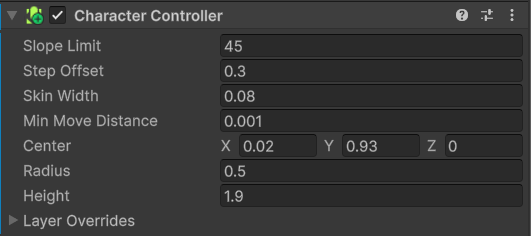 Character Controller
Slope Limit 45
Step Offset 0.3
Skin Width 0.08
Min Move Distance 0.001
Center X 0.02 Y 0.93 Z 0
Radius 0.5
Height 1.9
Layer Overrides